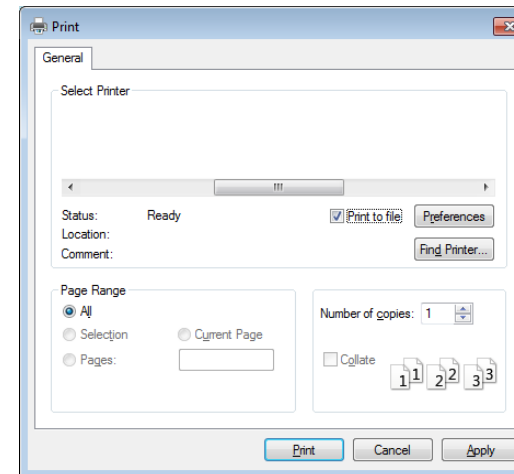 Print
General
Select Printer
Status: Ready
Print to file
Preferences
Location:
Comment:
Find Printer...
Page Range
All
Selection
Current Page
Pages:
Number of copies: 1
Collate
1 1 2 2 3 3
Print Cancel Apply